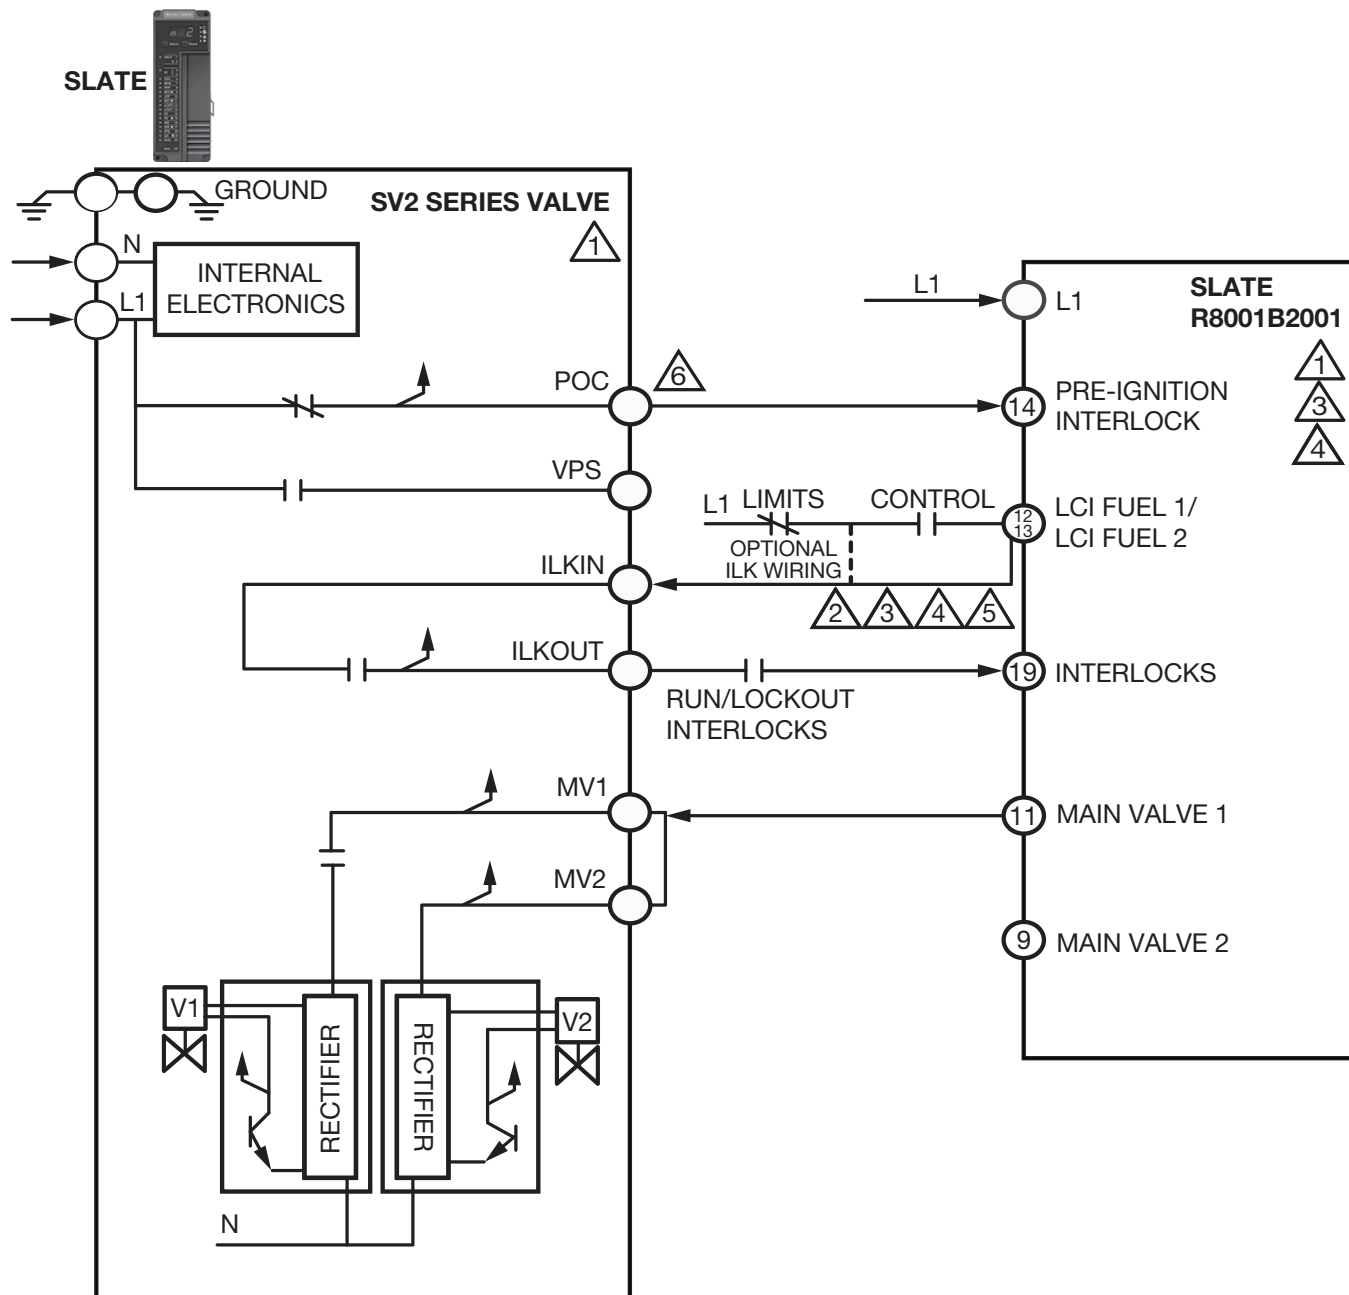 SLATE
GROUND
SV2 SERIES VALVE
1
N
INTERNAL
ELECTRONICS
L1
L1
L1
SLATE
R8001B2001
1
3
4
POC
6
14
PRE-IGNITION
INTERLOCK
VPS
L1 LIMITS
CONTROL
12
13
LCI FUEL 1/
LCI FUEL 2
OPTIONAL
ILK WIRING
ILKIN
2
3
4
5
ILKOUT
RUN/LOCKOUT
INTERLOCKS
19
INTERLOCKS
MV1
11
MAIN VALVE 1
MV2
9
MAIN VALVE 2
V1
RECTIFIER
RECTIFIER
V2
N